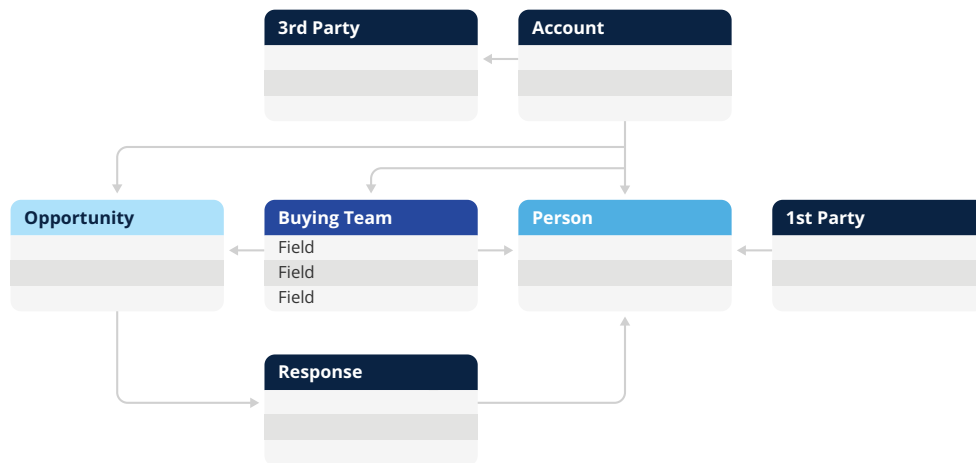 3rd Party
Account
Opportunity
Buying Team
Person
1st Party
Field
Field
Field
Response